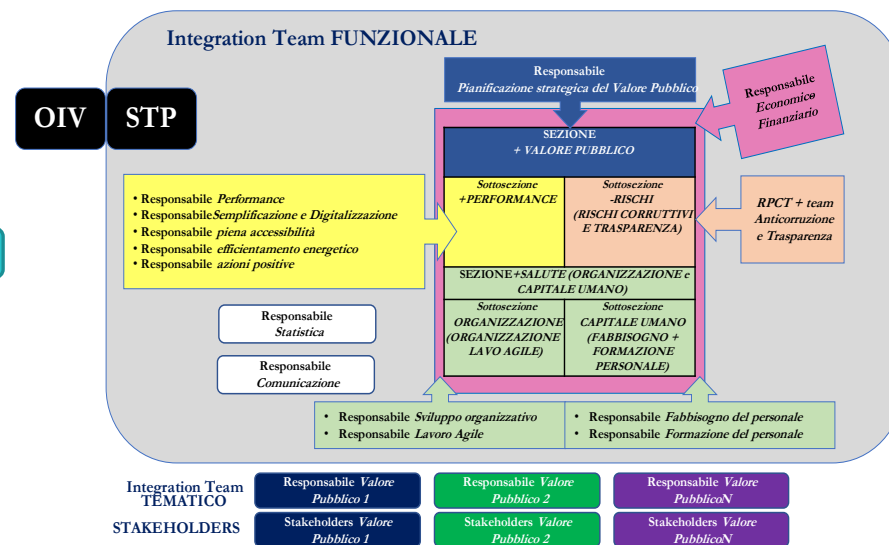 Integration Team FUNZIONALE
Responsabile
Pianificazione strategica del Valore Pubblico
Responsabile
Economico
Finanziario
OIV
STP
SEZIONE
+ VALORE PUBBLICO
• Responsabile Performance
• ResponsabileSemplificazione e Digitalizzazione
• Responsabile piena accessibilità
• Responsabile efficientamento energetico
• Responsabile azioni positive
Sottosezione
+PERFORMANCE
Sottosezione
-RISCHI
(RISCHI CORRUTTIVI
E TRASPARENZA)
RPCT + team
Anticorruzione
e Trasparenza
SEZIONE+SALUTE (ORGANIZZAZIONE e
CAPITALE UMANO)
Sottosezione
ORGANIZZAZIONE
(ORGANIZZAZIONE
LAVO AGILE)
Sottosezione
CAPITALE UMANO
(FABBISOGNO +
FORMAZIONE
PERSONALE)
Responsabile
Statistica
Responsabile
Comunicazione
• Responsabile Sviluppo organizzativo
• Responsabile Lavoro Agile
• Responsabile Fabbisogno del personale
• Responsabile Formazione del personale
Integration Team
TEMATICO
Responsabile Valore
Pubblico 1
Responsabile Valore
Pubblico 2
Responsabile Valore
PubblicoN
STAKEHOLDERS
Stakeholders Valore
Pubblico 1
Stakeholders Valore
Pubblico 2
Stakeholders Valore
PubblicoN